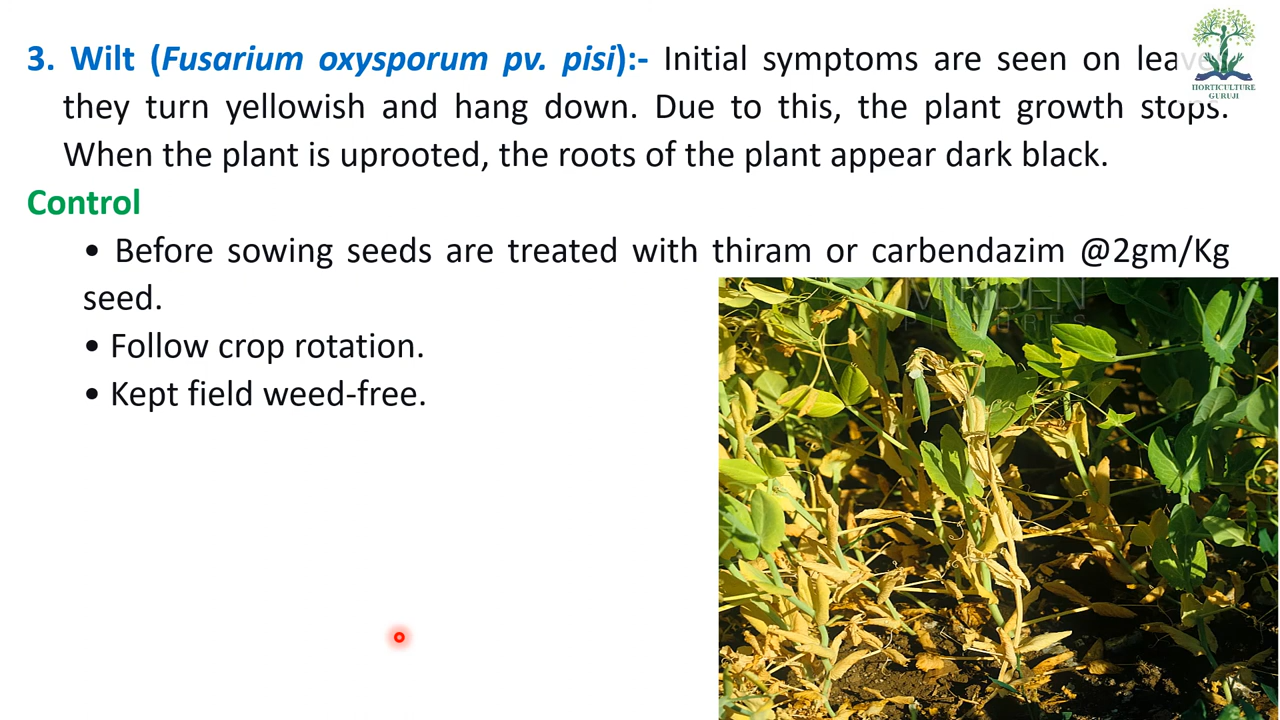 3. Wilt (Fusarium oxysporum pv. pisi):- Initial symptoms are seen on leaves
they turn yellowish and hang down. Due to this, the plant growth stops.
When the plant is uprooted, the roots of the plant appear dark black.
Control
• Before sowing seeds are treated with thiram or carbendazim @2gm/Kg
seed.
• Follow crop rotation.
• Kept field weed-free.
HORTICULTURE
GURUJI